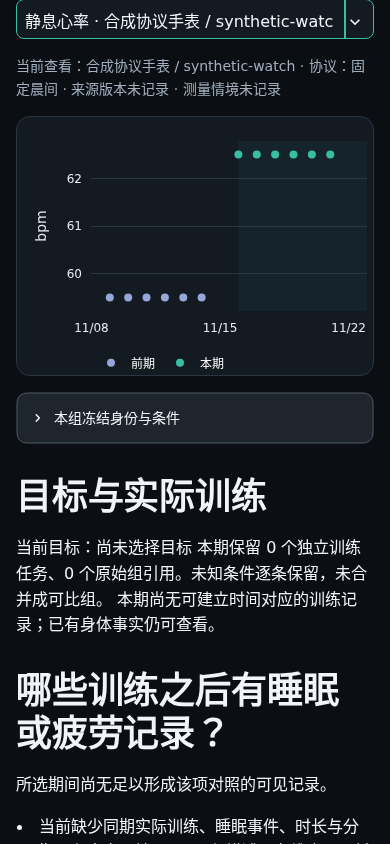 静息心率 · 合成协议手表 / synthetic-watc
当前查看：合成协议手表 / synthetic-watch · 协议：固
定晨间 · 来源版本未记录 · 测量情境未记录
bpm
62
61
60
11/08 11/15 11/22
前期 本期
本组冻结身份与条件
目标与实际训练
当前目标：尚未选择目标 本期保留 0 个独立训练
任务、0 个原始组引用。未知条件逐条保留，未合
并成可比组。 本期尚无可建立时间对应的训练记
录；已有身体事实仍可查看。
哪些训练之后有睡眠
或疲劳记录？
所选期间尚无足以形成该项对照的可见记录。
• 当前缺少同期实际训练、睡眠事件、时长与分